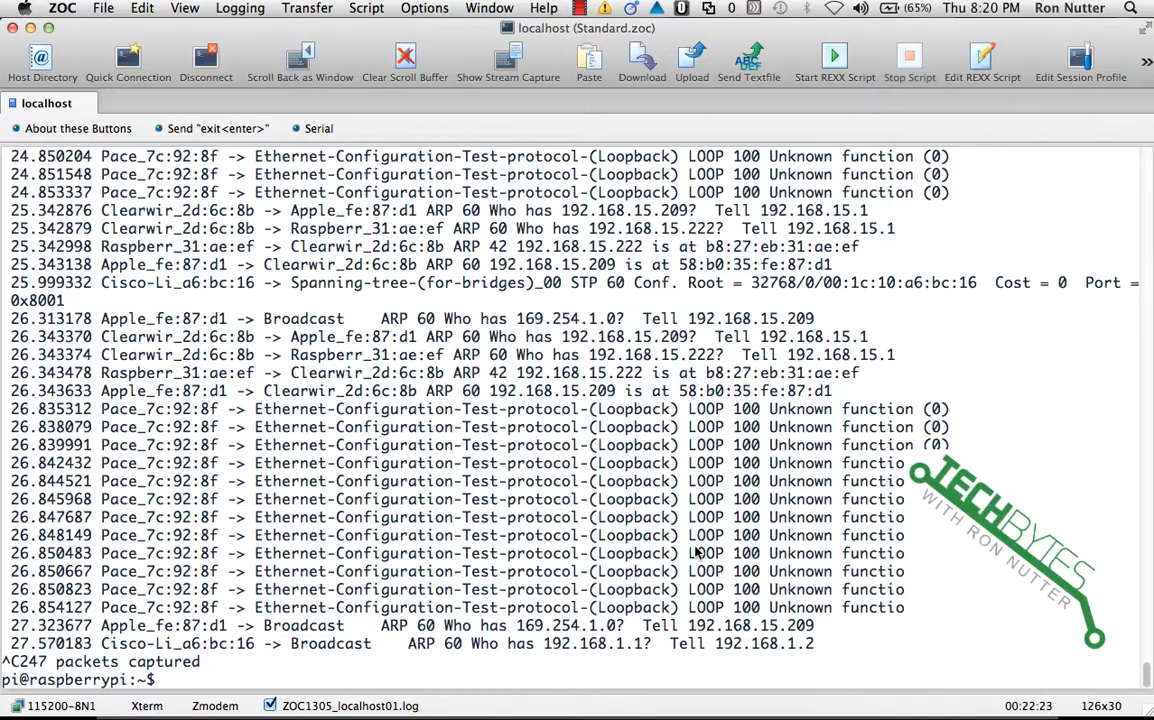 ZOC File Edit View Logging Transfer Script Options Window Help 0 (65%) Thu 8:20 PM Ron Nutter
localhost (Standard.zoc)
Host Directory Quick Connection Disconnect Scroll Back as Window Clear Scroll Buffer Show Stream Capture Paste Download Upload ABC DEF Send Textfile Start REXX Script Stop Script Edit REXX Script Edit Session Profile
localhost
About these Buttons Send "exit<enter>" Serial
24.850204 Pace_7c:92:8f -> Ethernet-Configuration-Test-protocol-(Loopback) LOOP 100 Unknown function (0)
24.851548 Pace_7c:92:8f -> Ethernet-Configuration-Test-protocol-(Loopback) LOOP 100 Unknown function (0)
24.853337 Pace_7c:92:8f -> Ethernet-Configuration-Test-protocol-(Loopback) LOOP 100 Unknown function (0)
25.342876 Clearwir_2d:6c:8b -> Apple_fe:87:d1 ARP 60 Who has 192.168.15.209? Tell 192.168.15.1
25.342879 Clearwir_2d:6c:8b -> Raspberr_31:ae:ef ARP 60 Who has 192.168.15.222? Tell 192.168.15.1
25.342998 Raspberr_31:ae:ef -> Clearwir_2d:6c:8b ARP 42 192.168.15.222 is at b8:27:eb:31:ae:ef
25.343138 Apple_fe:87:d1 -> Clearwir_2d:6c:8b ARP 60 192.168.15.209 is at 58:b0:35:fe:87:d1
25.999332 Cisco-Li_a6:bc:16 -> Spanning-tree-(for-bridges)_00 STP 60 Conf. Root = 32768/0/00:1c:10:a6:bc:16 Cost = 0 Port =
0x8001
26.313178 Apple_fe:87:d1 -> Broadcast ARP 60 Who has 169.254.1.0? Tell 192.168.15.209
26.343370 Clearwir_2d:6c:8b -> Apple_fe:87:d1 ARP 60 Who has 192.168.15.209? Tell 192.168.15.1
26.343374 Clearwir_2d:6c:8b -> Raspberr_31:ae:ef ARP 60 Who has 192.168.15.222? Tell 192.168.15.1
26.343478 Raspberr_31:ae:ef -> Clearwir_2d:6c:8b ARP 42 192.168.15.222 is at b8:27:eb:31:ae:ef
26.343633 Apple_fe:87:d1 -> Clearwir_2d:6c:8b ARP 60 192.168.15.209 is at 58:b0:35:fe:87:d1
26.835312 Pace_7c:92:8f -> Ethernet-Configuration-Test-protocol-(Loopback) LOOP 100 Unknown function (0)
26.838079 Pace_7c:92:8f -> Ethernet-Configuration-Test-protocol-(Loopback) LOOP 100 Unknown function (0)
26.839991 Pace_7c:92:8f -> Ethernet-Configuration-Test-protocol-(Loopback) LOOP 100 Unknown function (0)
26.842432 Pace_7c:92:8f -> Ethernet-Configuration-Test-protocol-(Loopback) LOOP 100 Unknown functio
26.844521 Pace_7c:92:8f -> Ethernet-Configuration-Test-protocol-(Loopback) LOOP 100 Unknown functio
26.845968 Pace_7c:92:8f -> Ethernet-Configuration-Test-protocol-(Loopback) LOOP 100 Unknown functio
26.847687 Pace_7c:92:8f -> Ethernet-Configuration-Test-protocol-(Loopback) LOOP 100 Unknown functio
26.848149 Pace_7c:92:8f -> Ethernet-Configuration-Test-protocol-(Loopback) LOOP 100 Unknown functio
26.850483 Pace_7c:92:8f -> Ethernet-Configuration-Test-protocol-(Loopback) LOOP 100 Unknown functio
26.850667 Pace_7c:92:8f -> Ethernet-Configuration-Test-protocol-(Loopback) LOOP 100 Unknown functio
26.850823 Pace_7c:92:8f -> Ethernet-Configuration-Test-protocol-(Loopback) LOOP 100 Unknown functio
26.854127 Pace_7c:92:8f -> Ethernet-Configuration-Test-protocol-(Loopback) LOOP 100 Unknown functio
27.323677 Apple_fe:87:d1 -> Broadcast ARP 60 Who has 169.254.1.0? Tell 192.168.15.209
27.570183 Cisco-Li_a6:bc:16 -> Broadcast ARP 60 Who has 192.168.1.1? Tell 192.168.1.2
^C247 packets captured
pi@raspberrypi:~$
TECHBYTES
WITH RON NUTTER
115200-8N1 Xterm Zmodem ZOC1305_localhost01.log 00:22:23 126x30